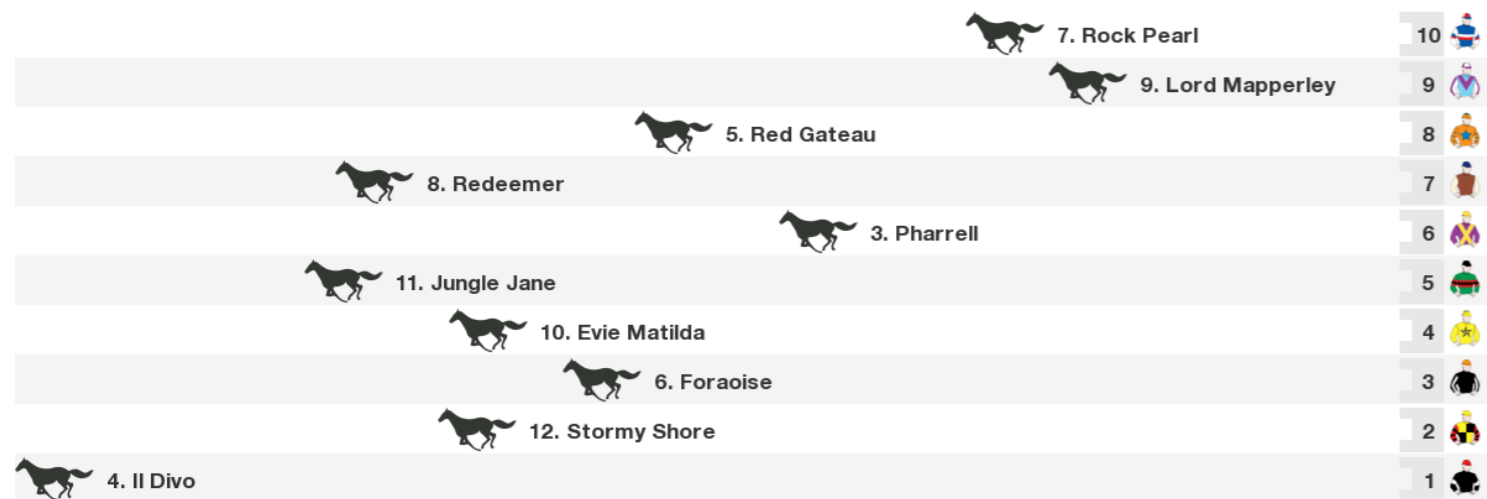 7. Rock Pearl 10
9. Lord Mapperley 9
5. Red Gateau 8
8. Redeemer 7
3. Pharrell 6
11. Jungle Jane 5
10. Evie Matilda 4
6. Foraoise 3
12. Stormy Shore 2
4. Il Divo 1